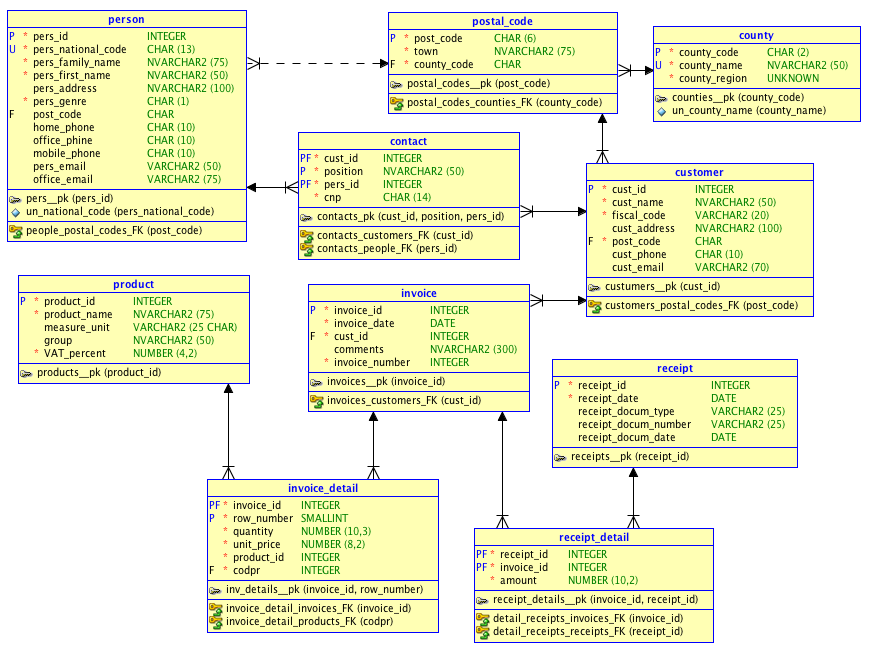 person
P * pers_id INTEGER
U * pers_national_code CHAR (13)
* pers_family_name NVARCHAR2 (75)
* pers_first_name NVARCHAR2 (50)
pers_address NVARCHAR2 (100)
* pers_genre CHAR (1)
F post_code CHAR
home_phone CHAR (10)
office_phine CHAR (10)
mobile_phone CHAR (10)
pers_email VARCHAR2 (50)
office_email VARCHAR2 (75)
pers__pk (pers_id)
un_national_code (pers_national_code)
people_postal_codes_FK (post_code)
postal_code
P * post_code CHAR (6)
* town NVARCHAR2 (75)
F * county_code CHAR
postal_codes__pk (post_code)
postal_codes_counties_FK (county_code)
county
P * county_code CHAR (2)
U * county_name NVARCHAR2 (50)
* county_region UNKNOWN
counties__pk (county_code)
un_county_name (county_name)
contact
PF * cust_id INTEGER
P * position NVARCHAR2 (50)
PF * pers_id INTEGER
* cnp CHAR (14)
contacts_pk (cust_id, position, pers_id)
contacts_customers_FK (cust_id)
contacts_people_FK (pers_id)
customer
P * cust_id INTEGER
* cust_name NVARCHAR2 (50)
* fiscal_code VARCHAR2 (20)
cust_address NVARCHAR2 (100)
F * post_code CHAR
cust_phone CHAR (10)
cust_email VARCHAR2 (70)
custumers__pk (cust_id)
customers_postal_codes_FK (post_code)
product
P * product_id INTEGER
* product_name NVARCHAR2 (75)
measure_unit VARCHAR2 (25 CHAR)
group NVARCHAR2 (50)
* VAT_percent NUMBER (4,2)
products__pk (product_id)
invoice
P * invoice_id INTEGER
* invoice_date DATE
F * cust_id INTEGER
comments NVARCHAR2 (300)
* invoice_number INTEGER
invoices__pk (invoice_id)
invoices_customers_FK (cust_id)
receipt
P * receipt_id INTEGER
* receipt_date DATE
receipt_docum_type VARCHAR2 (25)
receipt_docum_number VARCHAR2 (25)
receipt_docum_date DATE
receipts__pk (receipt_id)
invoice_detail
PF * invoice_id INTEGER
P * row_number SMALLINT
* quantity NUMBER (10,3)
* unit_price NUMBER (8,2)
* product_id INTEGER
F * codpr INTEGER
inv_details__pk (invoice_id, row_number)
invoice_detail_invoices_FK (invoice_id)
invoice_detail_products_FK (codpr)
receipt_detail
PF * receipt_id INTEGER
PF * invoice_id INTEGER
* amount NUMBER (10,2)
receipt_details__pk (invoice_id, receipt_id)
detail_receipts_invoices_FK (invoice_id)
detail_receipts_receipts_FK (receipt_id)